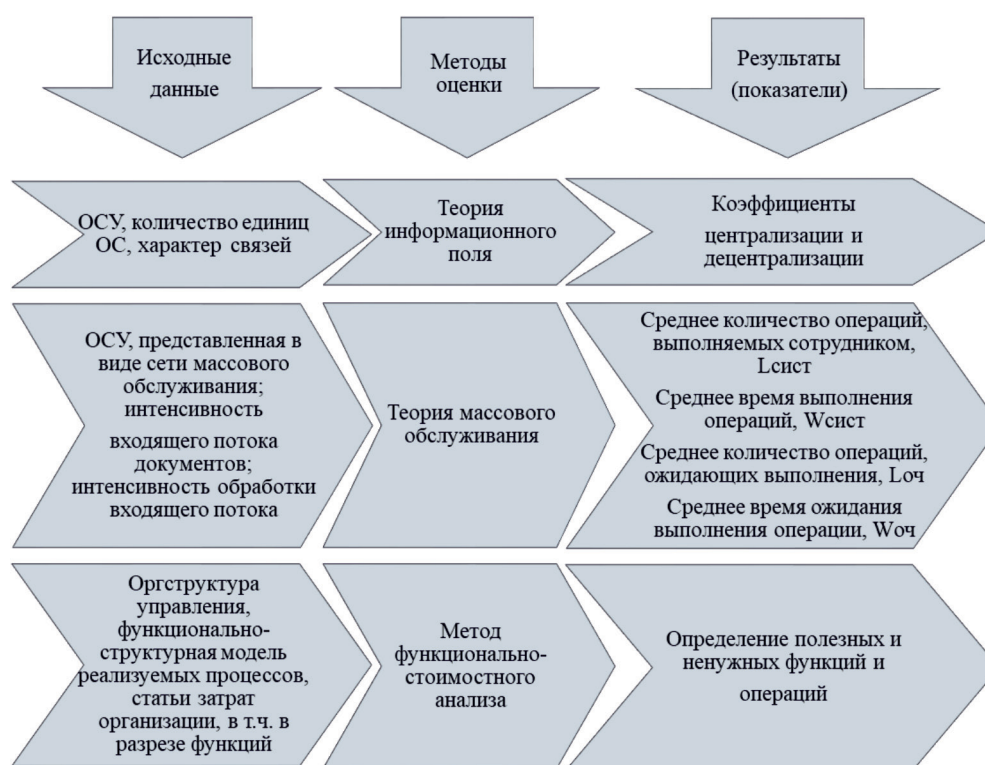 Исходные
данные
Методы
оценки
Результаты
(показатели)
ОСУ, количество единиц
ОС, характер связей
Теория
информационного
поля
Коэффициенты
централизации и
децентрализации
ОСУ, представленная в
виде сети массового
обслуживания;
интенсивность
входящего потока
документов;
интенсивность обработки
входящего потока
Теория массового
обслуживания
Среднее количество операций,
выполняемых сотрудником,
Lсист
Среднее время выполнения
операций, Wсист
Среднее количество операций,
ожидающих выполнения, Lоч
Среднее время ожидания
выполнения операции, Wоч
Оргструктура
управления,
функционально-
структурная модель
реализуемых процессов,
статьи затрат
организации, в т.ч. в
разрезе функций
Метод
функционально-
стоимостного
анализа
Определение полезных и
ненужных функций и
операций